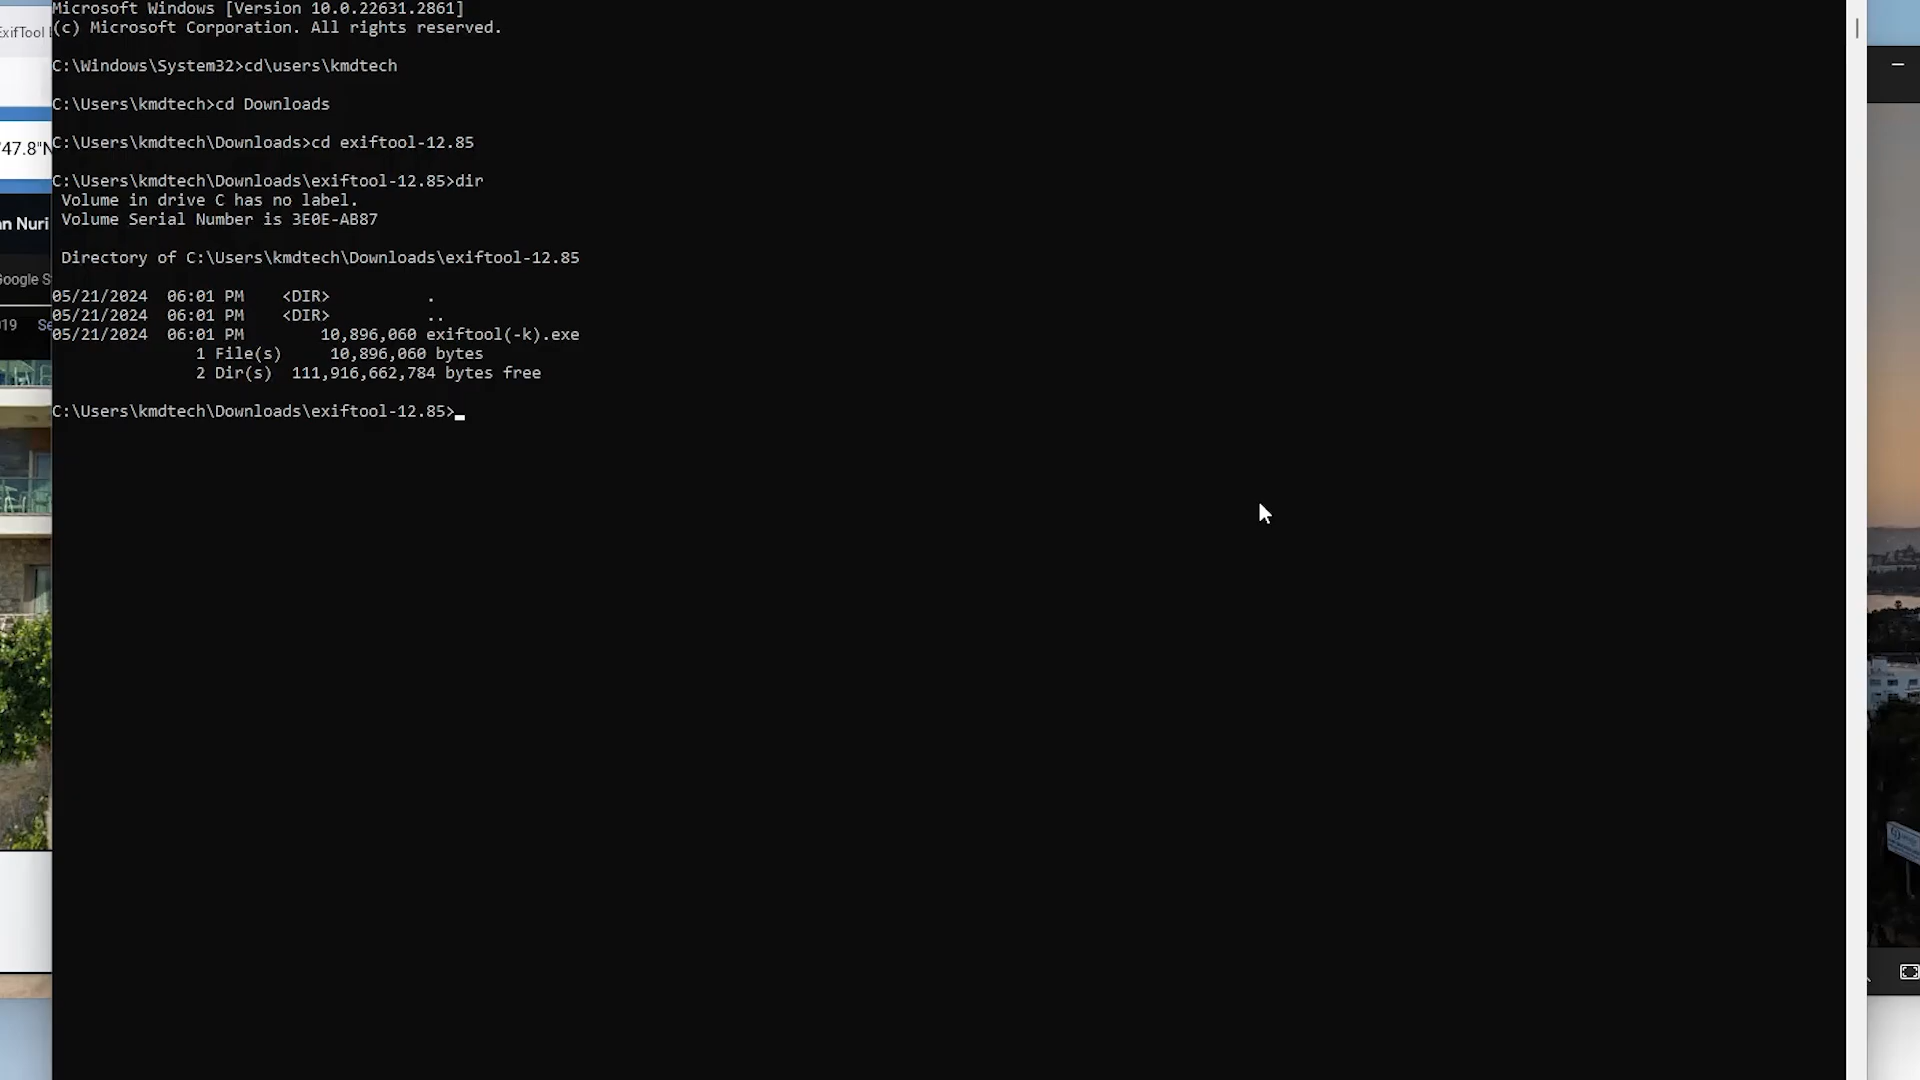 Microsoft Windows [Version 10.0.22631.2861]
(c) Microsoft Corporation. All rights reserved.
C:\Windows\System32>cd\users\kmdtech
C:\Users\kmdtech>cd Downloads
C:\Users\kmdtech\Downloads>cd exiftool-12.85
C:\Users\kmdtech\Downloads\exiftool-12.85>dir
Volume in drive C has no label.
Volume Serial Number is 3E0E-AB87
Directory of C:\Users\kmdtech\Downloads\exiftool-12.85
05/21/2024 06:01 PM <DIR> .
05/21/2024 06:01 PM <DIR> ..
05/21/2024 06:01 PM 10,896,060 exiftool(-k).exe
1 File(s) 10,896,060 bytes
2 Dir(s) 111,916,662,784 bytes free
C:\Users\kmdtech\Downloads\exiftool-12.85>
ExifTool
47.8"N
an Nuri
Google S
019 Se